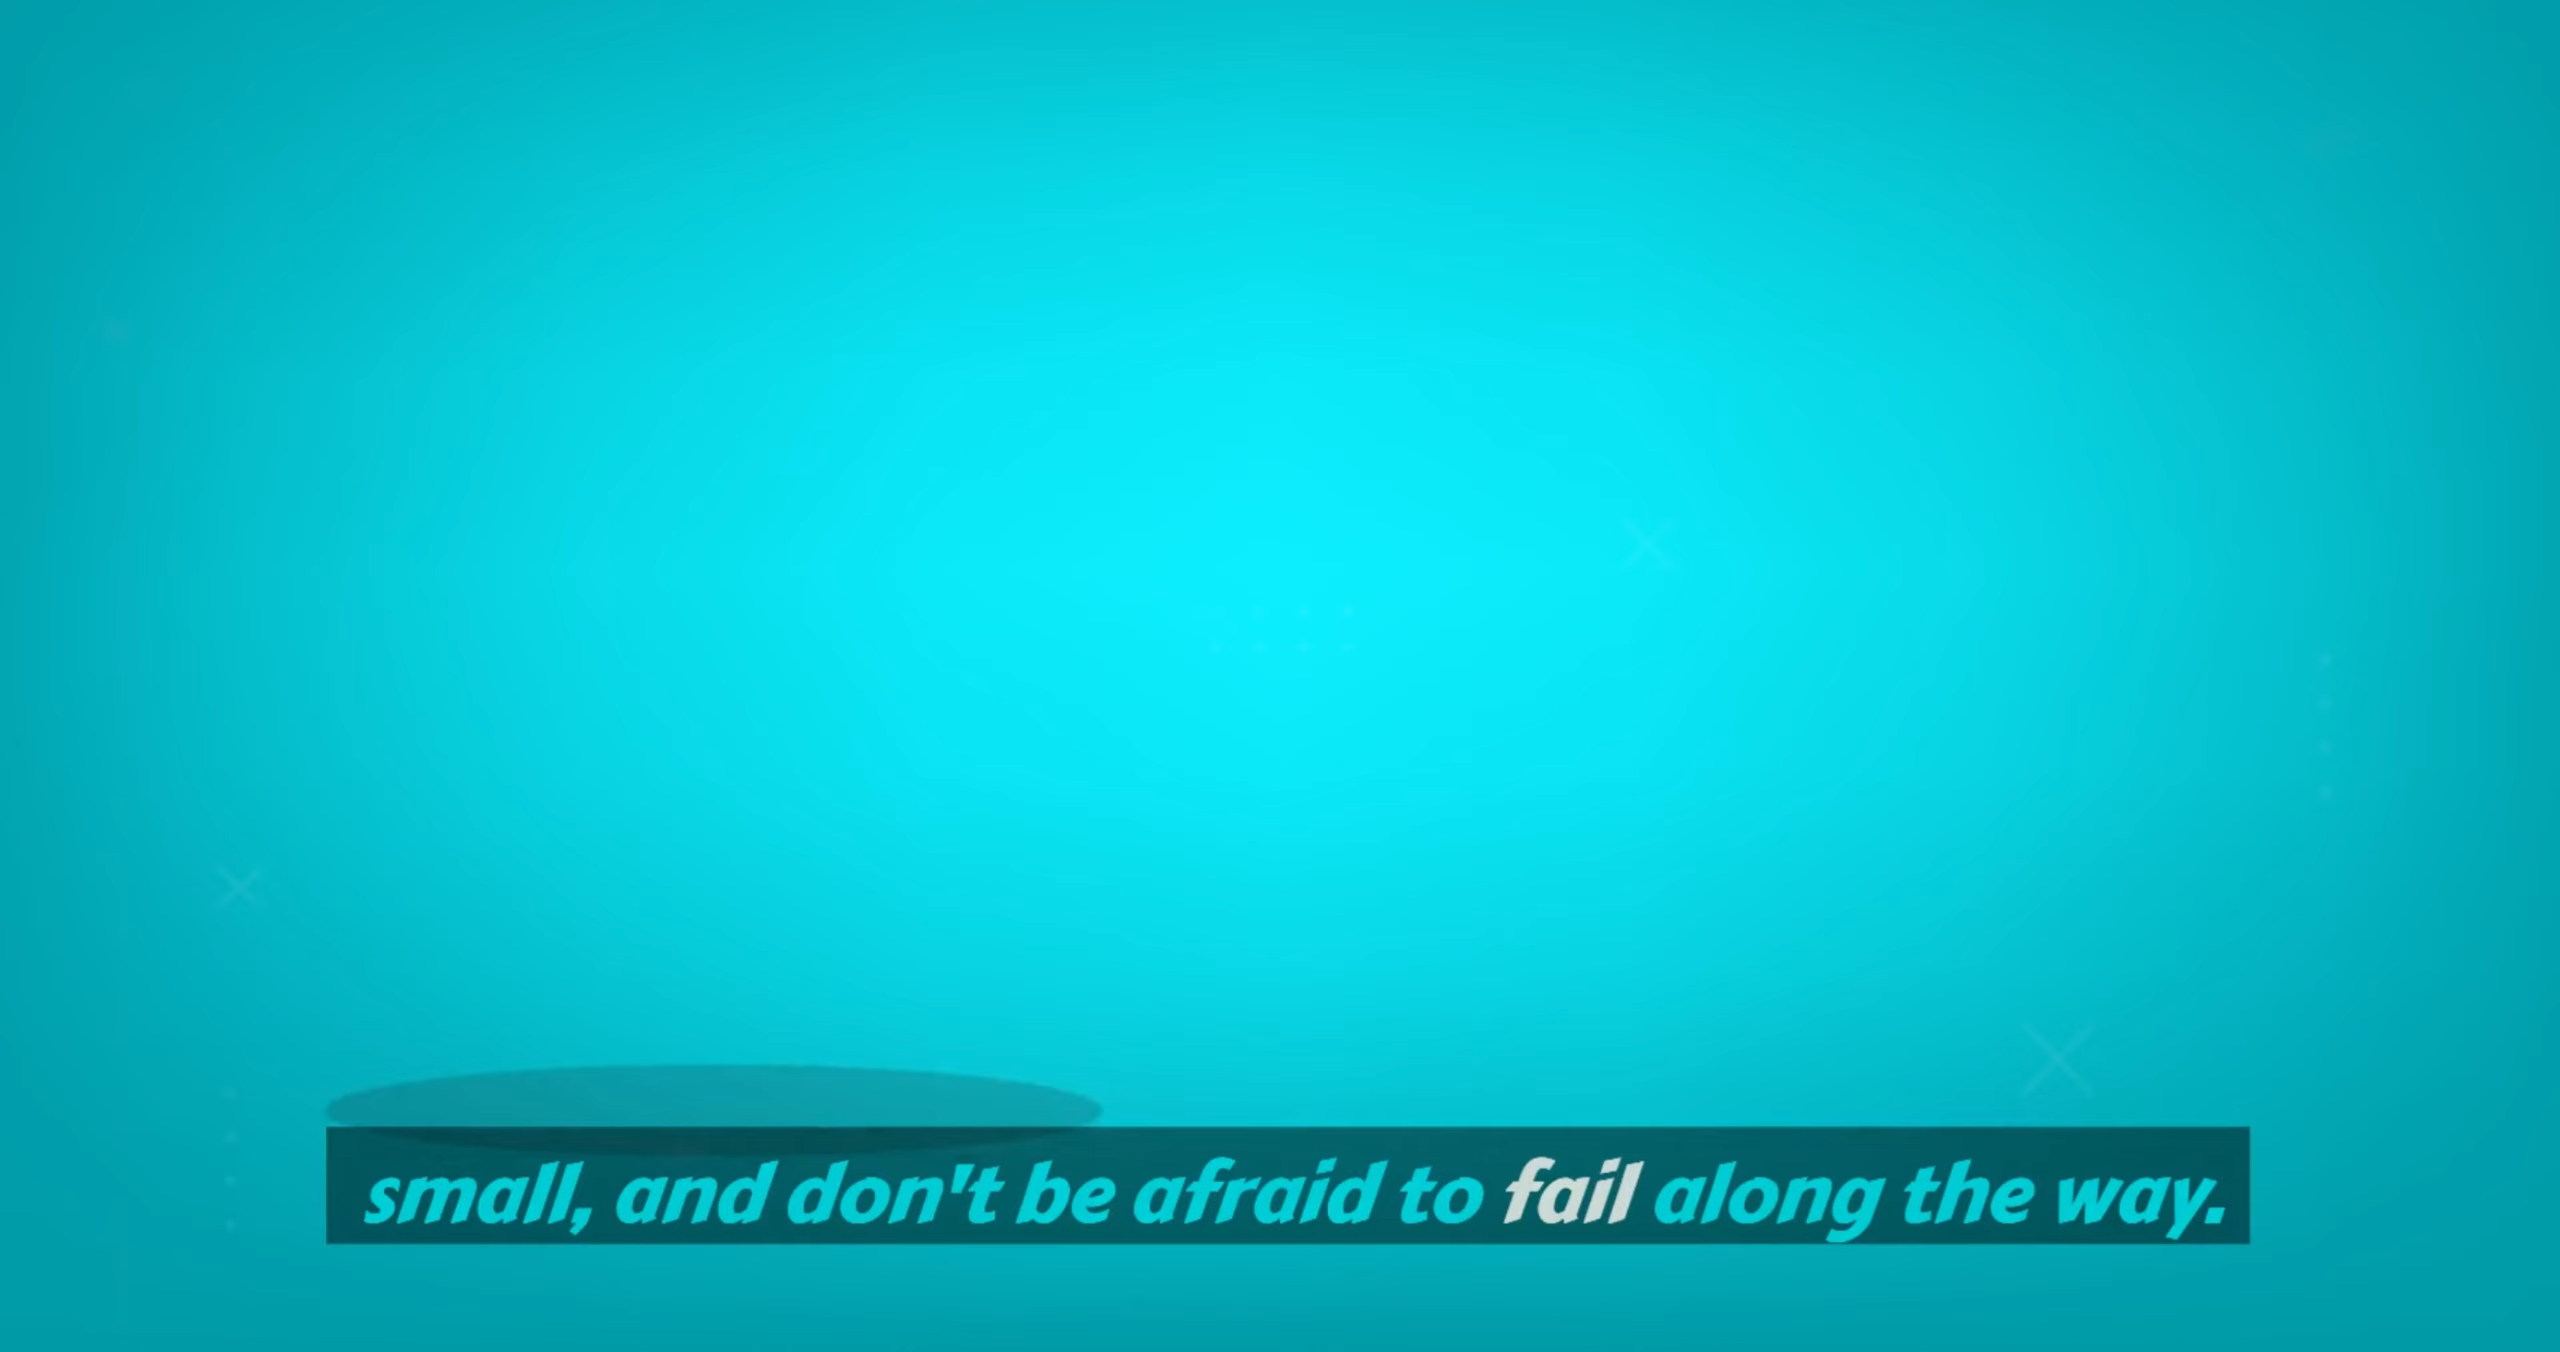 small, and don't be afraid to fail along the way.